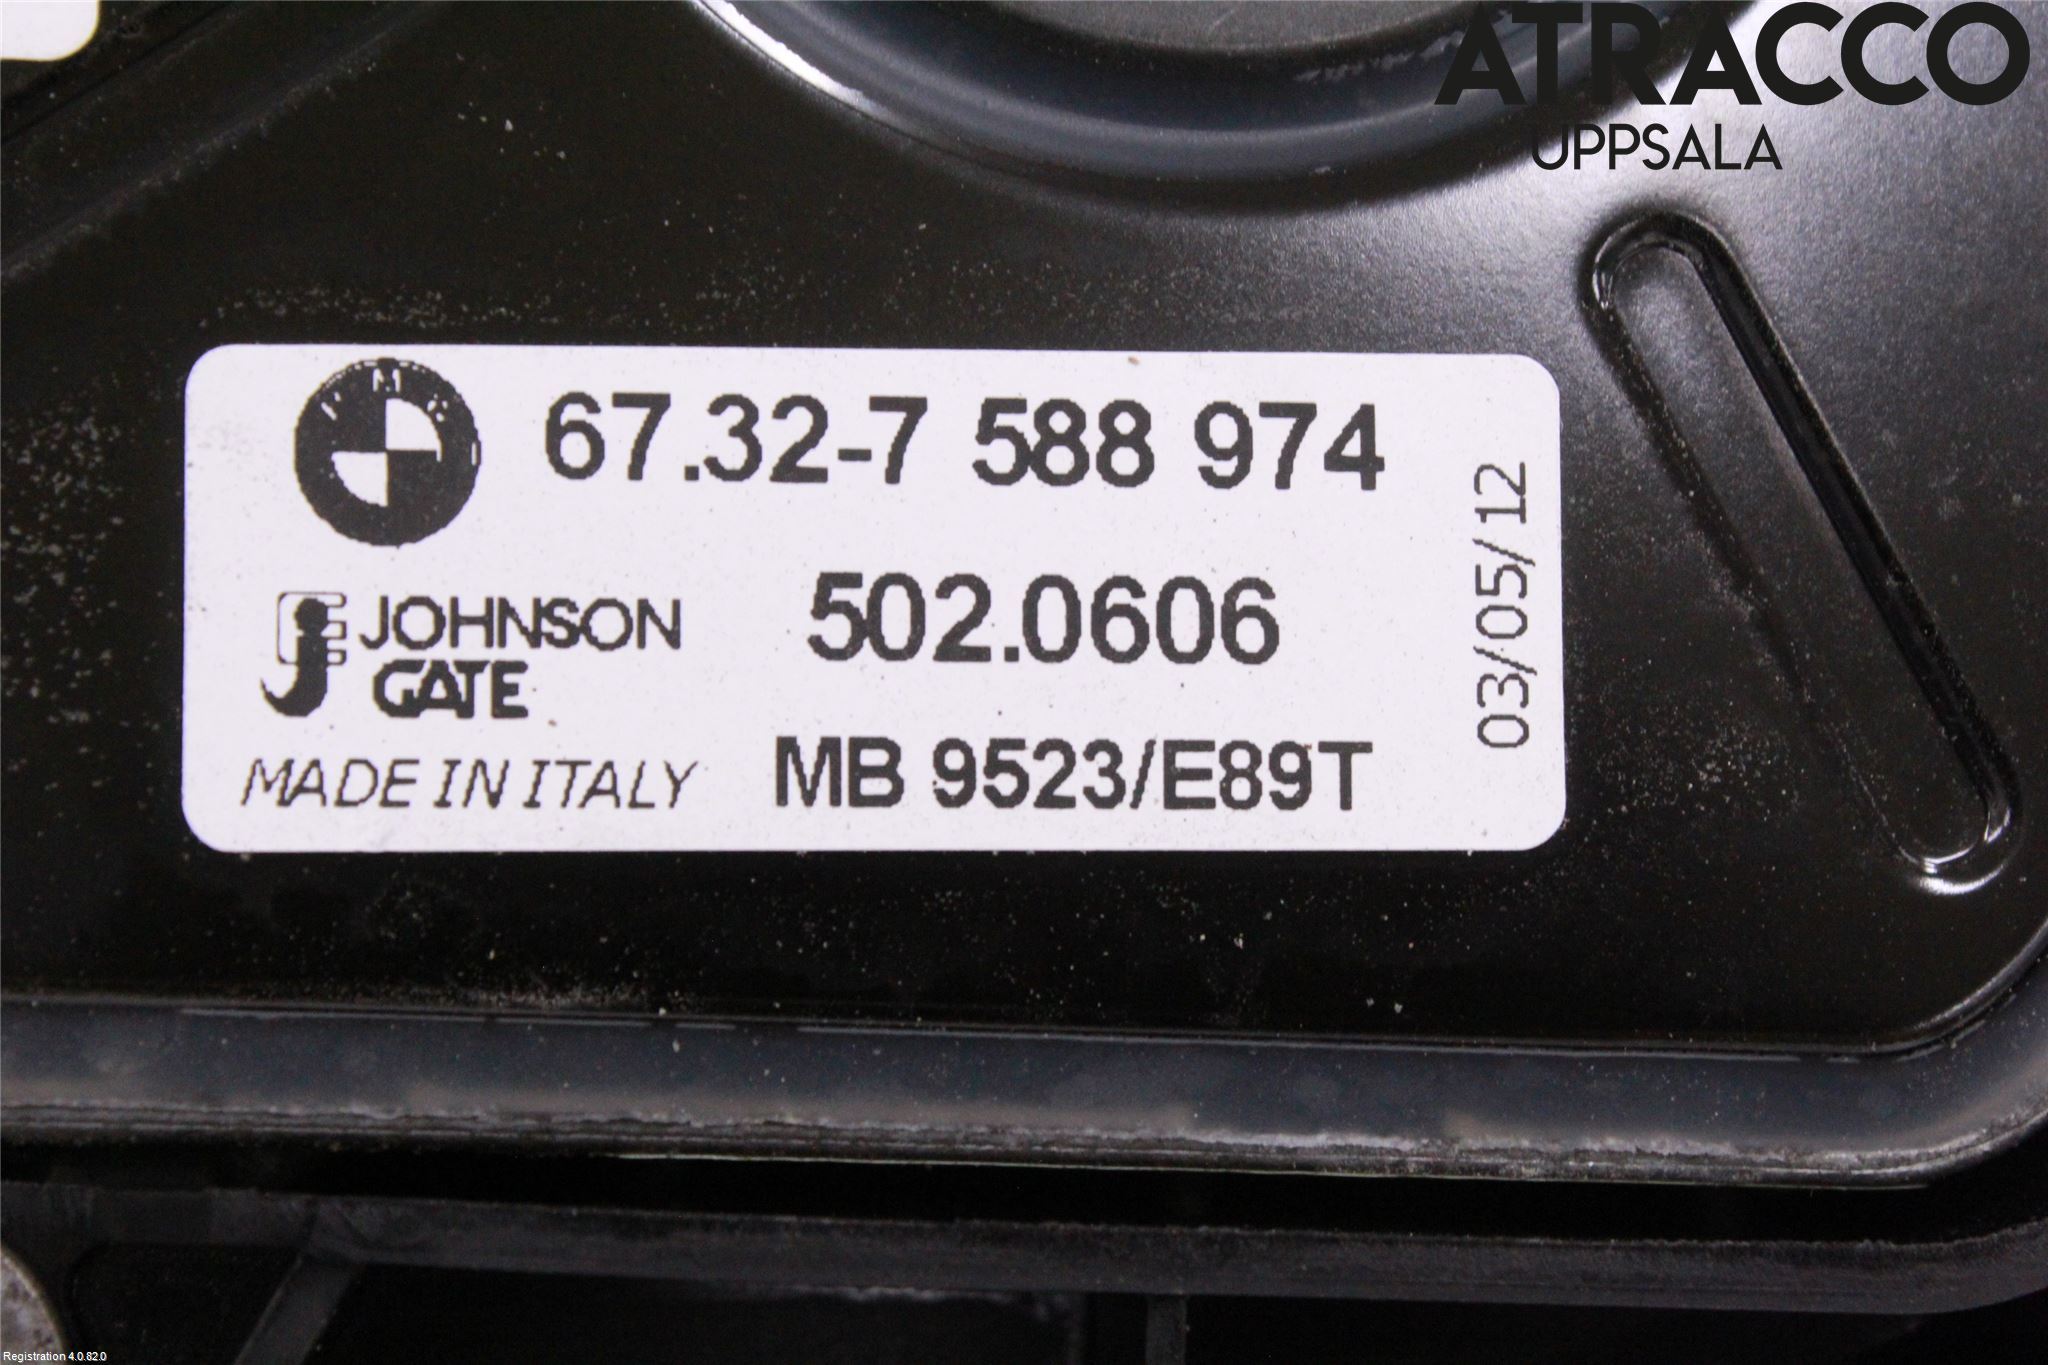 ATRACCO
UPPSALA
BMW
67.32-7 588 974
03/05/12
JOHNSON
GATE
502.0606
MADE IN ITALY
MB 9523/E89T
Registration 4.0.82.0